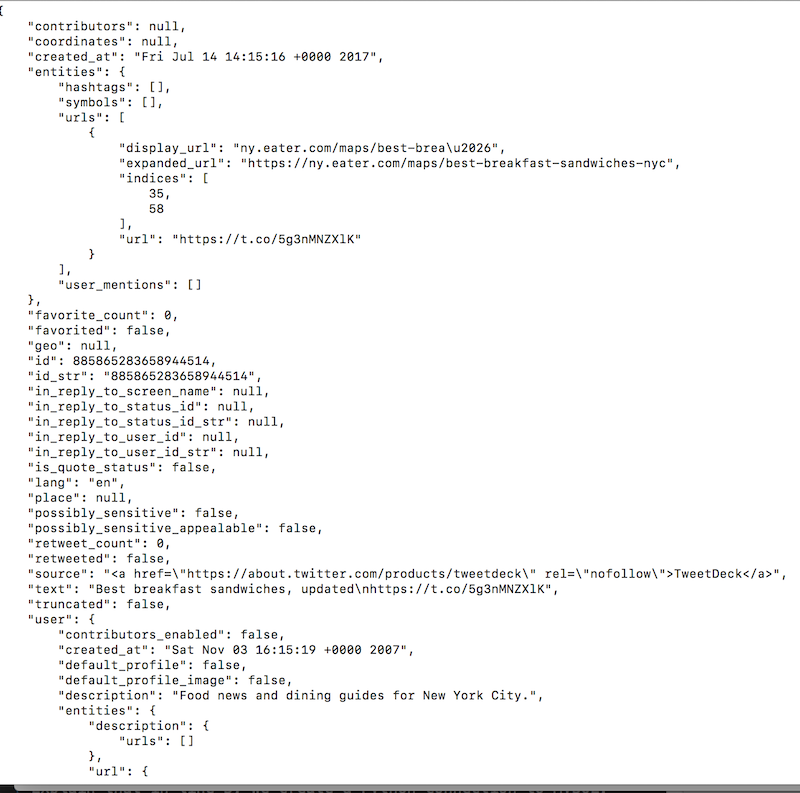 {
    "contributors": null,
    "coordinates": null,
    "created_at": "Fri Jul 14 14:15:16 +0000 2017",
    "entities": {
        "hashtags": [],
        "symbols": [],
        "urls": [
            {
                "display_url": "ny.eater.com/maps/best-brea\u2026",
                "expanded_url": "https://ny.eater.com/maps/best-breakfast-sandwiches-nyc",
                "indices": [
                    35,
                    58
                ],
                "url": "https://t.co/5g3nMNZXlK"
            }
        ],
        "user_mentions": []
    },
    "favorite_count": 0,
    "favorited": false,
    "geo": null,
    "id": 885865283658944514,
    "id_str": "885865283658944514",
    "in_reply_to_screen_name": null,
    "in_reply_to_status_id": null,
    "in_reply_to_status_id_str": null,
    "in_reply_to_user_id": null,
    "in_reply_to_user_id_str": null,
    "is_quote_status": false,
    "lang": "en",
    "place": null,
    "possibly_sensitive": false,
    "possibly_sensitive_appealable": false,
    "retweet_count": 0,
    "retweeted": false,
    "source": "<a href=\"https://about.twitter.com/products/tweetdeck\" rel=\"nofollow\">TweetDeck</a>",
    "text": "Best breakfast sandwiches, updated\nhttps://t.co/5g3nMNZXlK",
    "truncated": false,
    "user": {
        "contributors_enabled": false,
        "created_at": "Sat Nov 03 16:15:19 +0000 2007",
        "default_profile": false,
        "default_profile_image": false,
        "description": "Food news and dining guides for New York City.",
        "entities": {
            "description": {
                "urls": []
            },
            "url": {